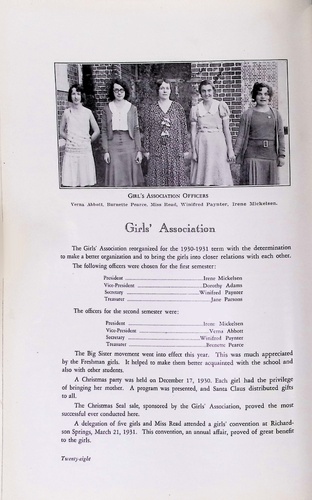 GIRL'S ASSOCIATION OFFICERS
Verna Abbott, Burnette Pearce, Miss Read, Winifred Paynter, Irene Mickelsen.
Girls' Association
The Girls' Association reorganized for the 1930-1931 term with the determination
to make a better organization and to bring the girls into closer relations with each other.
The following officers were chosen for the first semester:
President Irene Mickelsen
Vice-President Dorothy Adams
Secretary Winifred Paynter
Treasurer Jane Parsons
The officers for the second semester were:
President Irene Mickelsen
Vice-President Verna Abbott
Secretary Winifred Paynter
Treasurer Burnette Pearce
The Big Sister movement went into effect this year. This was much appreciated
by the Freshman girls. It helped to make them better acquainted with the school and
also with other students.
A Christmas party was held on December 17, 1930. Each girl had the privilege
of bringing her mother. A program was presented, and Santa Claus distributed gifts
to all.
The Christmas Seal sale, sponsored by the Girls' Association, proved the most
successful ever conducted here.
A delegation of five girls and Miss Read attended a girls' convention at Richard-
son Springs, March 21, 1931. This convention, an annual affair, proved of great benefit
to the girls.
Twenty-eight